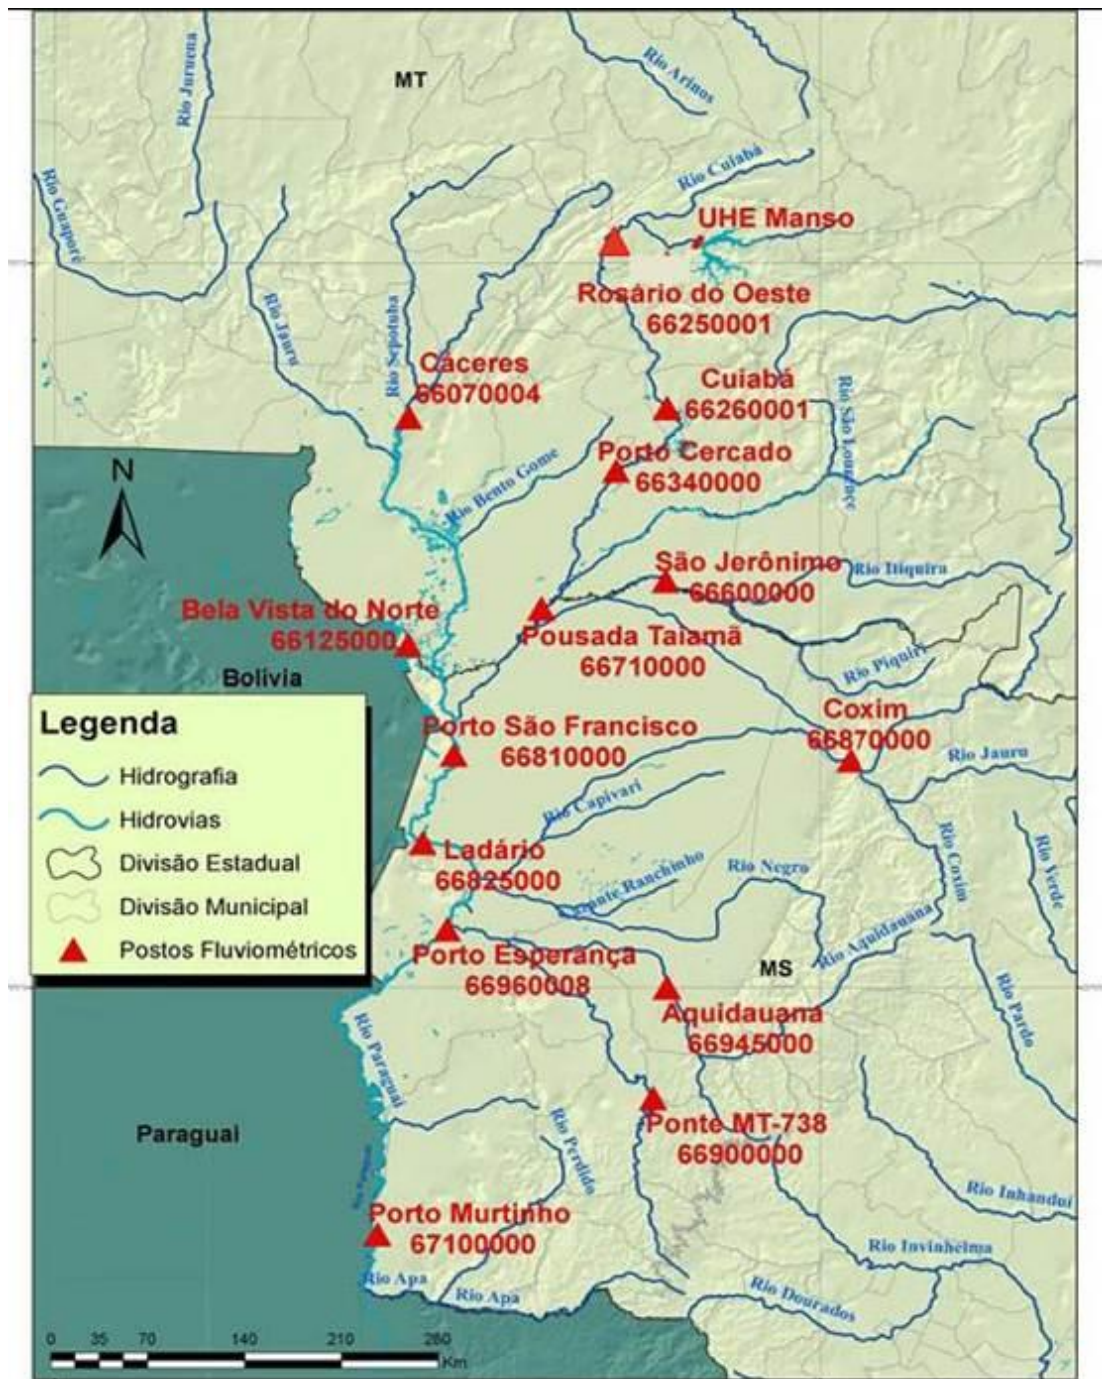 MT
Rio Juruena
Rio Arinos
Rio Guaporé
Rio Cuiabá
UHE Manso
Rosário do Oeste
66250001
Rio Jauru
Rio Sepotuba
Cáceres
66070004
Cuiabá
66260001
Rio São Lourenço
Porto Cercado
66340000
N
Rio Bento Gome
São Jerônimo
66600000
Rio Itiquira
Bela Vista do Norte
66125000
Pousada Taiamã
66710000
Rio Piquiri
Bolívia
Legenda
Hidrografia
Hidrovias
Divisão Estadual
Divisão Municipal
Postos Fluviométricos
Porto São Francisco
66810000
Coxim
66870000
Rio Jauru
Rio Capivari
Rio Coxim
Rio Verde
Ladário
66825000
Ranchinho
Rio Negro
Rio Aquidauana
Porto Esperança
66960008
MS
Aquidauana
66945000
Rio Pardo
Rio Paraguai
Paraguai
Ponte MT-738
66900000
Rio Perdido
Rio Inhanduí
Porto Murtinho
67100000
Rio Invinheima
Rio Apa
Rio Apa
Rio Dourados
0 35 70 140 210 280
Km